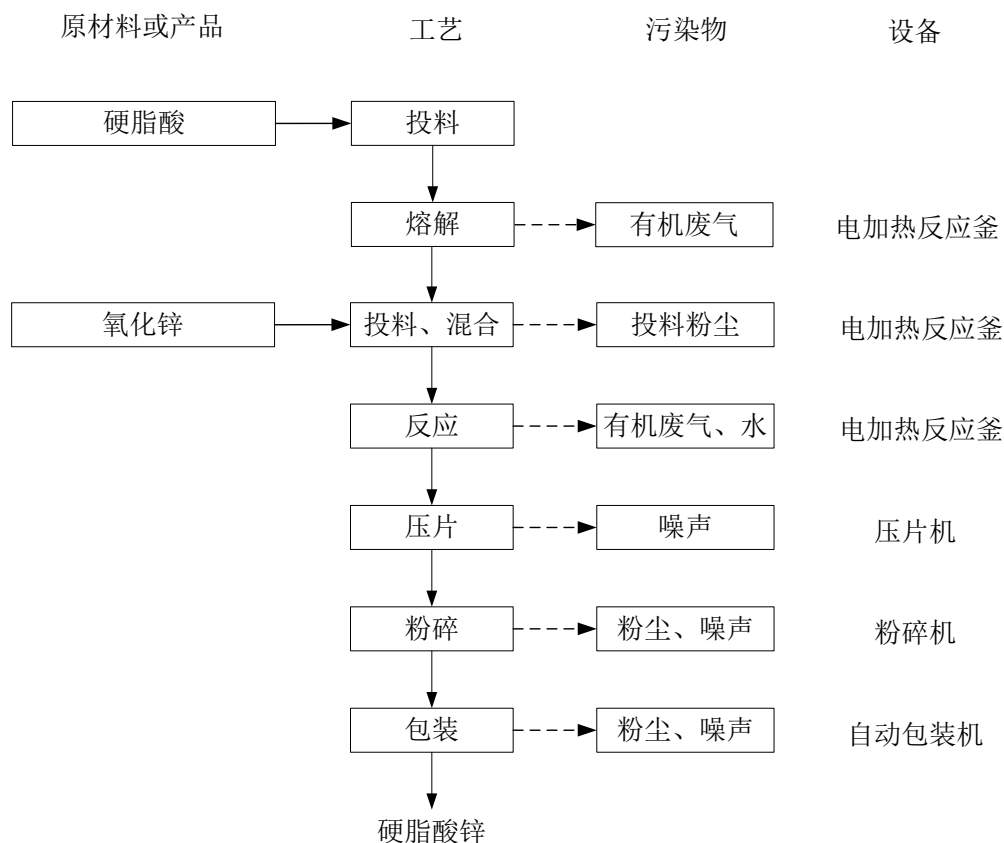 原材料或产品 工艺 污染物 设备
硬脂酸 投料
熔解 有机废气 电加热反应釜
氧化锌 投料、混合 投料粉尘 电加热反应釜
反应 有机废气、水 电加热反应釜
压片 噪声 压片机
粉碎 粉尘、噪声 粉碎机
包装 粉尘、噪声 自动包装机
硬脂酸锌